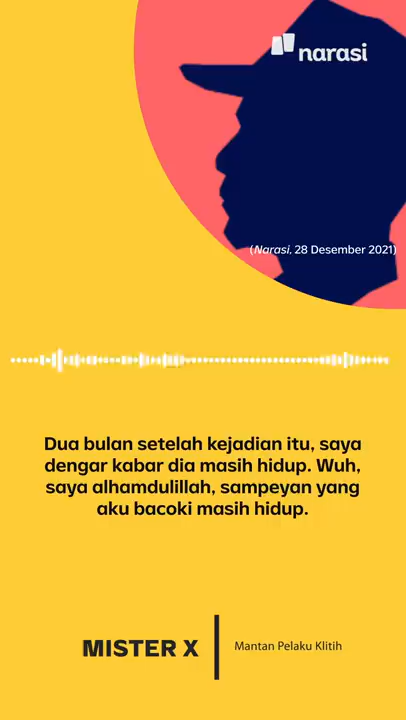 narasi
(Narasi, 28 Desember 2021)
Dua bulan setelah kejadian itu, saya
dengar kabar dia masih hidup. Wuh,
saya alhamdulillah, sampeyan yang
aku bacoki masih hidup.
MISTER X
Mantan Pelaku Klitih